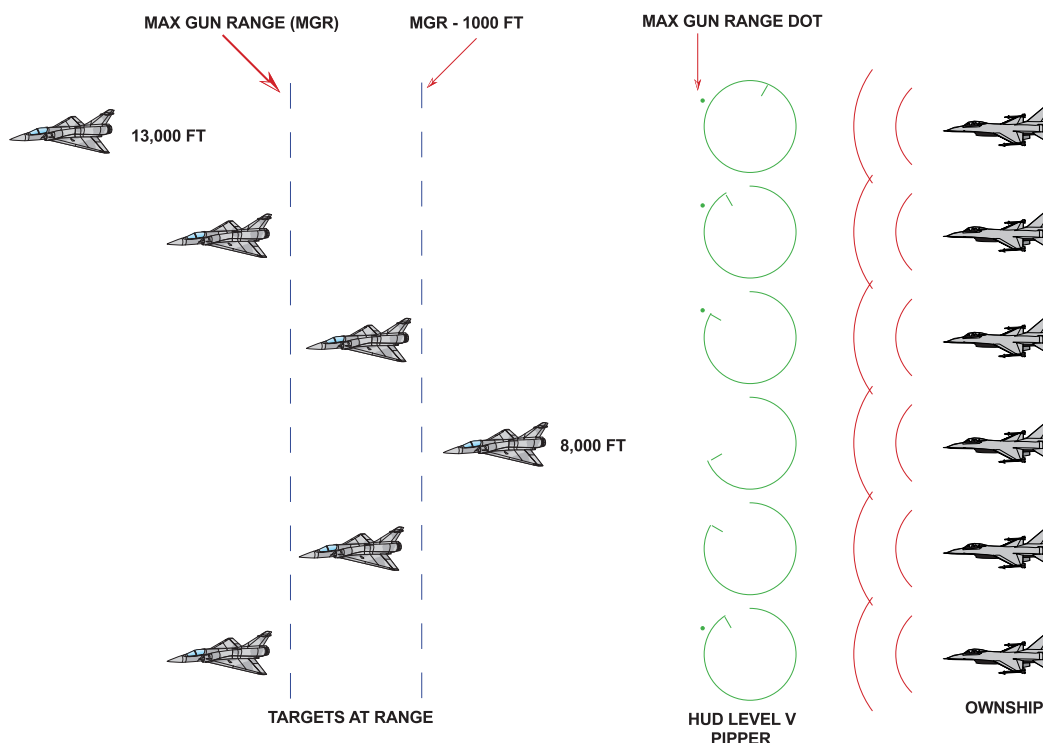 MAX GUN RANGE (MGR)
MGR - 1000 FT
MAX GUN RANGE DOT
13,000 FT
8,000 FT
TARGETS AT RANGE
HUD LEVEL V
PIPPER
OWNSHIP